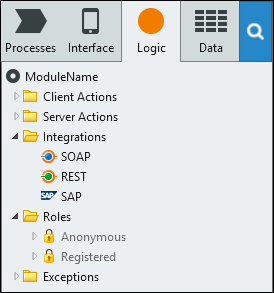 Processes Interface Logic Data
ModuleName
Client Actions
Server Actions
Integrations
SOAP
REST
SAP SAP
Roles
Anonymous
Registered
Exceptions